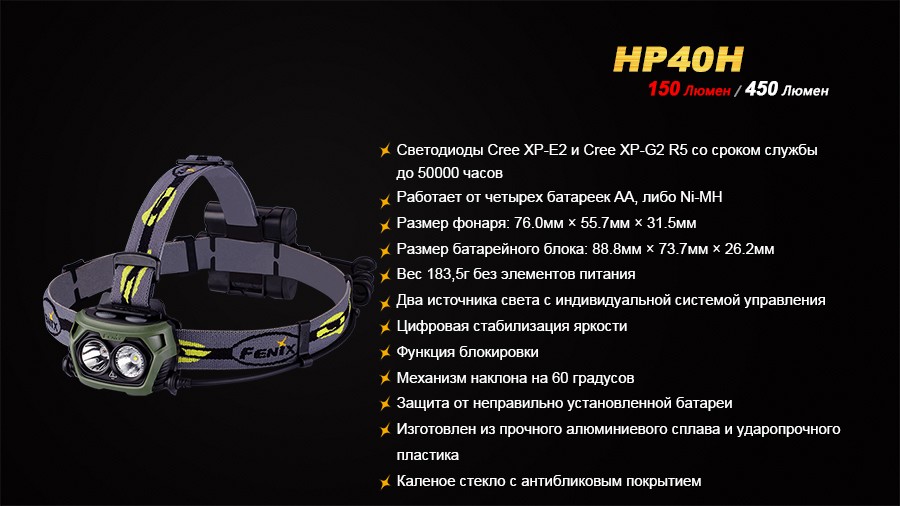 HP40H
150 Люмен / 450 Люмен
Светодиоды Cree XP-E2 и Cree XP-G2 R5 со сроком службы
до 50000 часов
Работает от четырех батареек АА, либо Ni-MH
Размер фонаря: 76.0мм × 55.7мм × 31.5мм
Размер батарейного блока: 88.8мм × 73.7мм × 26.2мм
Вес 183,5г без элементов питания
Два источника света с индивидуальной системой управления
Цифровая стабилизация яркости
Функция блокировки
Механизм наклона на 60 градусов
Защита от неправильно установленной батареи
Изготовлен из прочного алюминиевого сплава и ударопрочного
пластика
Каленое стекло с антибликовым покрытием
FENIX
FENIX